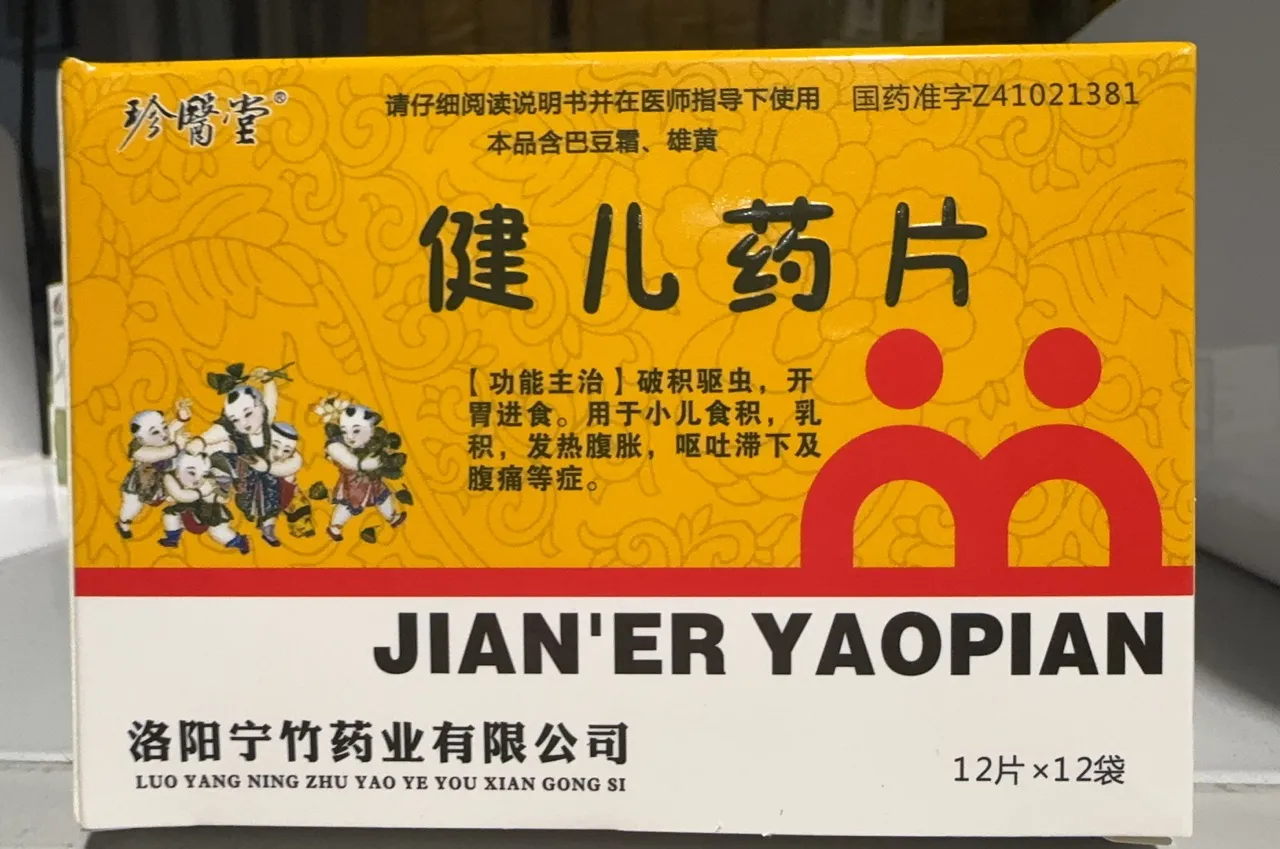 珍醫堂®
请仔细阅读说明书并在医师指导下使用
国药准字Z41021381
本品含巴豆霜、雄黄
健儿药片
【功能主治】破积驱虫,开
胃进食。用于小儿食积,乳
积,发热腹胀,呕吐滞下及
腹痛等症。
JIAN'ER YAOPIAN
洛阳宁竹药业有限公司
LUO YANG NING ZHU YAO YE YOU XIAN GONG SI
12片×12袋